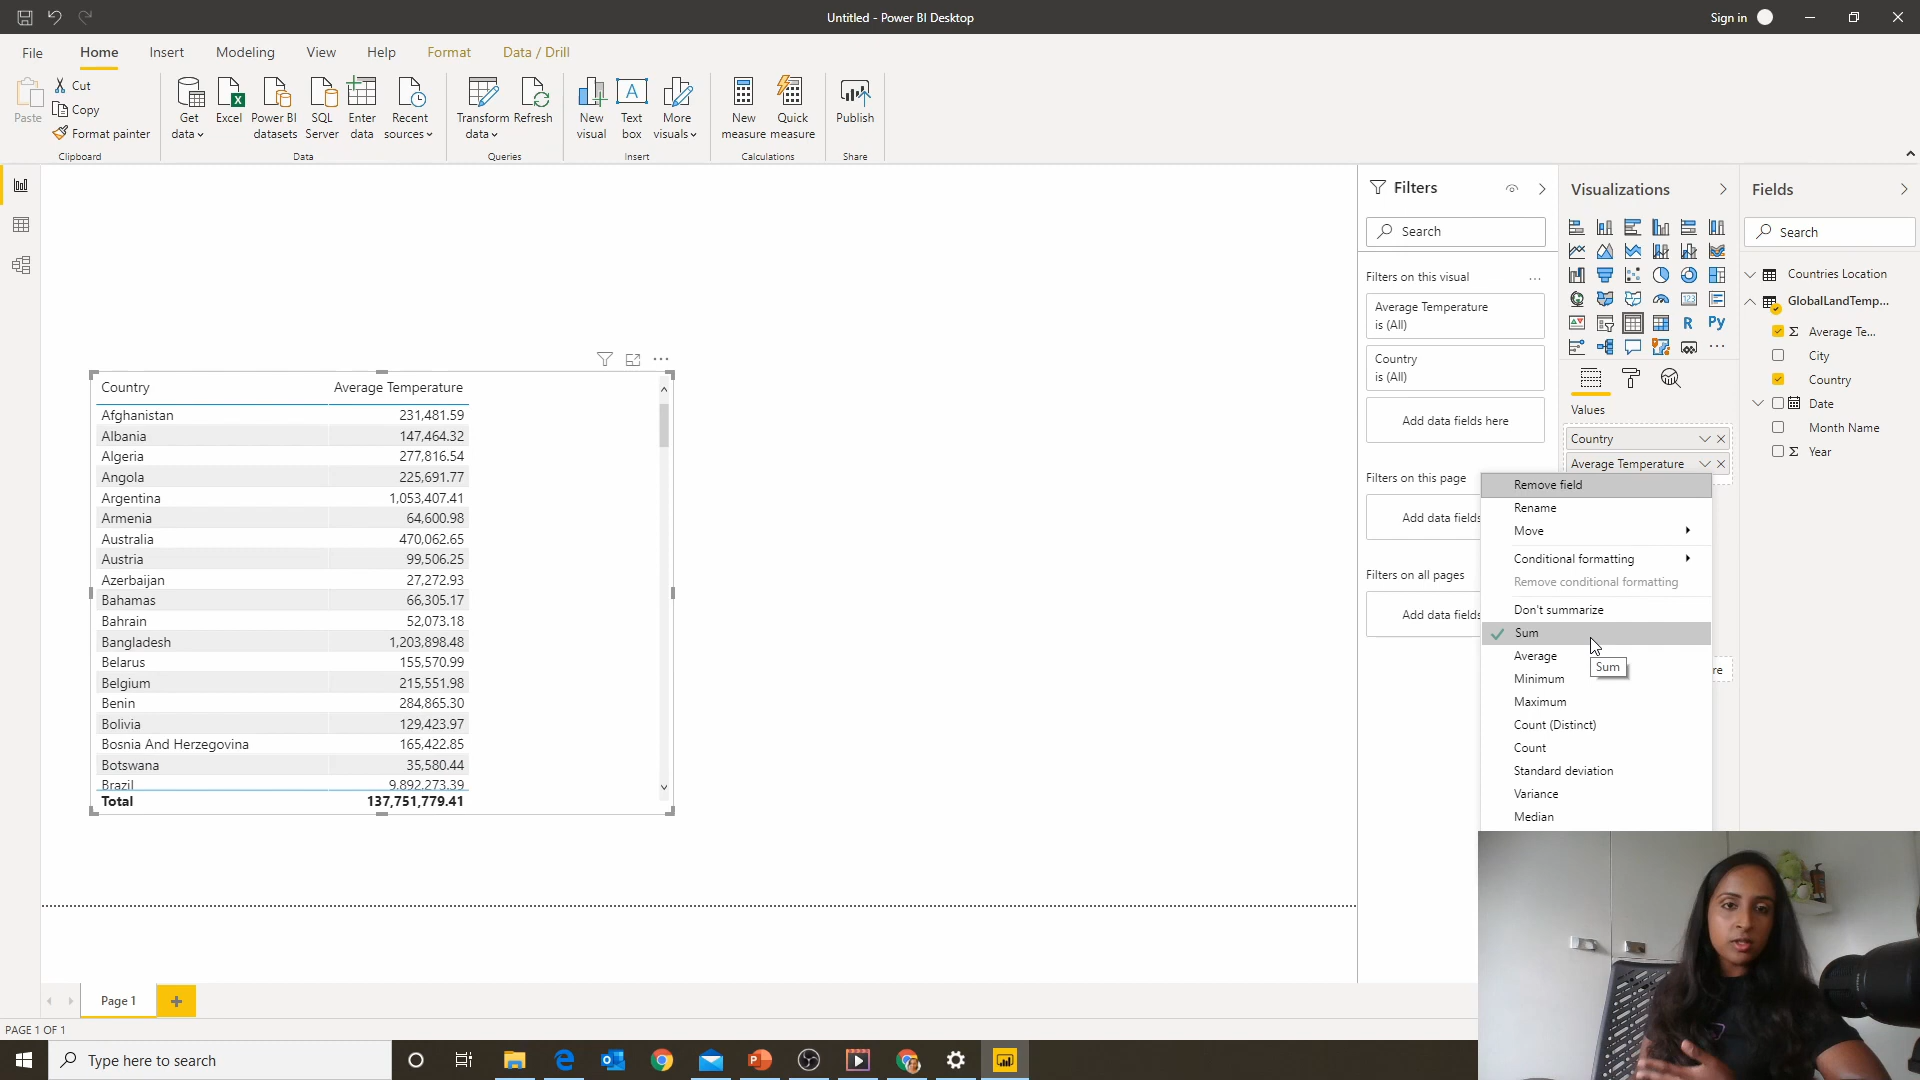 Untitled - Power BI Desktop
Sign in
File
Home
Insert
Modeling
View
Help
Format
Data / Drill
Paste
Cut
Copy
Format painter
Clipboard
Get data
Excel
Power BI datasets
SQL Server
Enter data
Recent sources
Data
Transform data
Refresh
Queries
New visual
Text box
More visuals
Insert
New measure
Quick measure
Calculations
Publish
Share
Country Average Temperature
Afghanistan 231,481.59
Albania 147,464.32
Algeria 277,816.54
Angola 225,691.77
Argentina 1,053,407.41
Armenia 64,600.98
Australia 470,062.65
Austria 99,506.25
Azerbaijan 27,272.93
Bahamas 66,305.17
Bahrain 52,073.18
Bangladesh 1,203,898.48
Belarus 155,570.99
Belgium 215,551.98
Benin 284,865.30
Bolivia 129,423.97
Bosnia And Herzegovina 165,422.85
Botswana 35,580.44
Brazil 9,892,273.39
Total 137,751,779.41
Filters
Search
Filters on this visual
Average Temperature
is (All)
Country
is (All)
Add data fields here
Filters on this page
Add data fields
Filters on all pages
Add data fields
Visualizations
R
Py
Values
Country
Average Temperature
Remove field
Rename
Move
Conditional formatting
Remove conditional formatting
Don't summarize
Sum
Average
Sum
Minimum
Maximum
Count (Distinct)
Count
Standard deviation
Variance
Median
re
Fields
Search
Countries Location
GlobalLandTemp...
Average Te...
City
Country
Date
Month Name
Year
Page 1
PAGE 1 OF 1
Type here to search